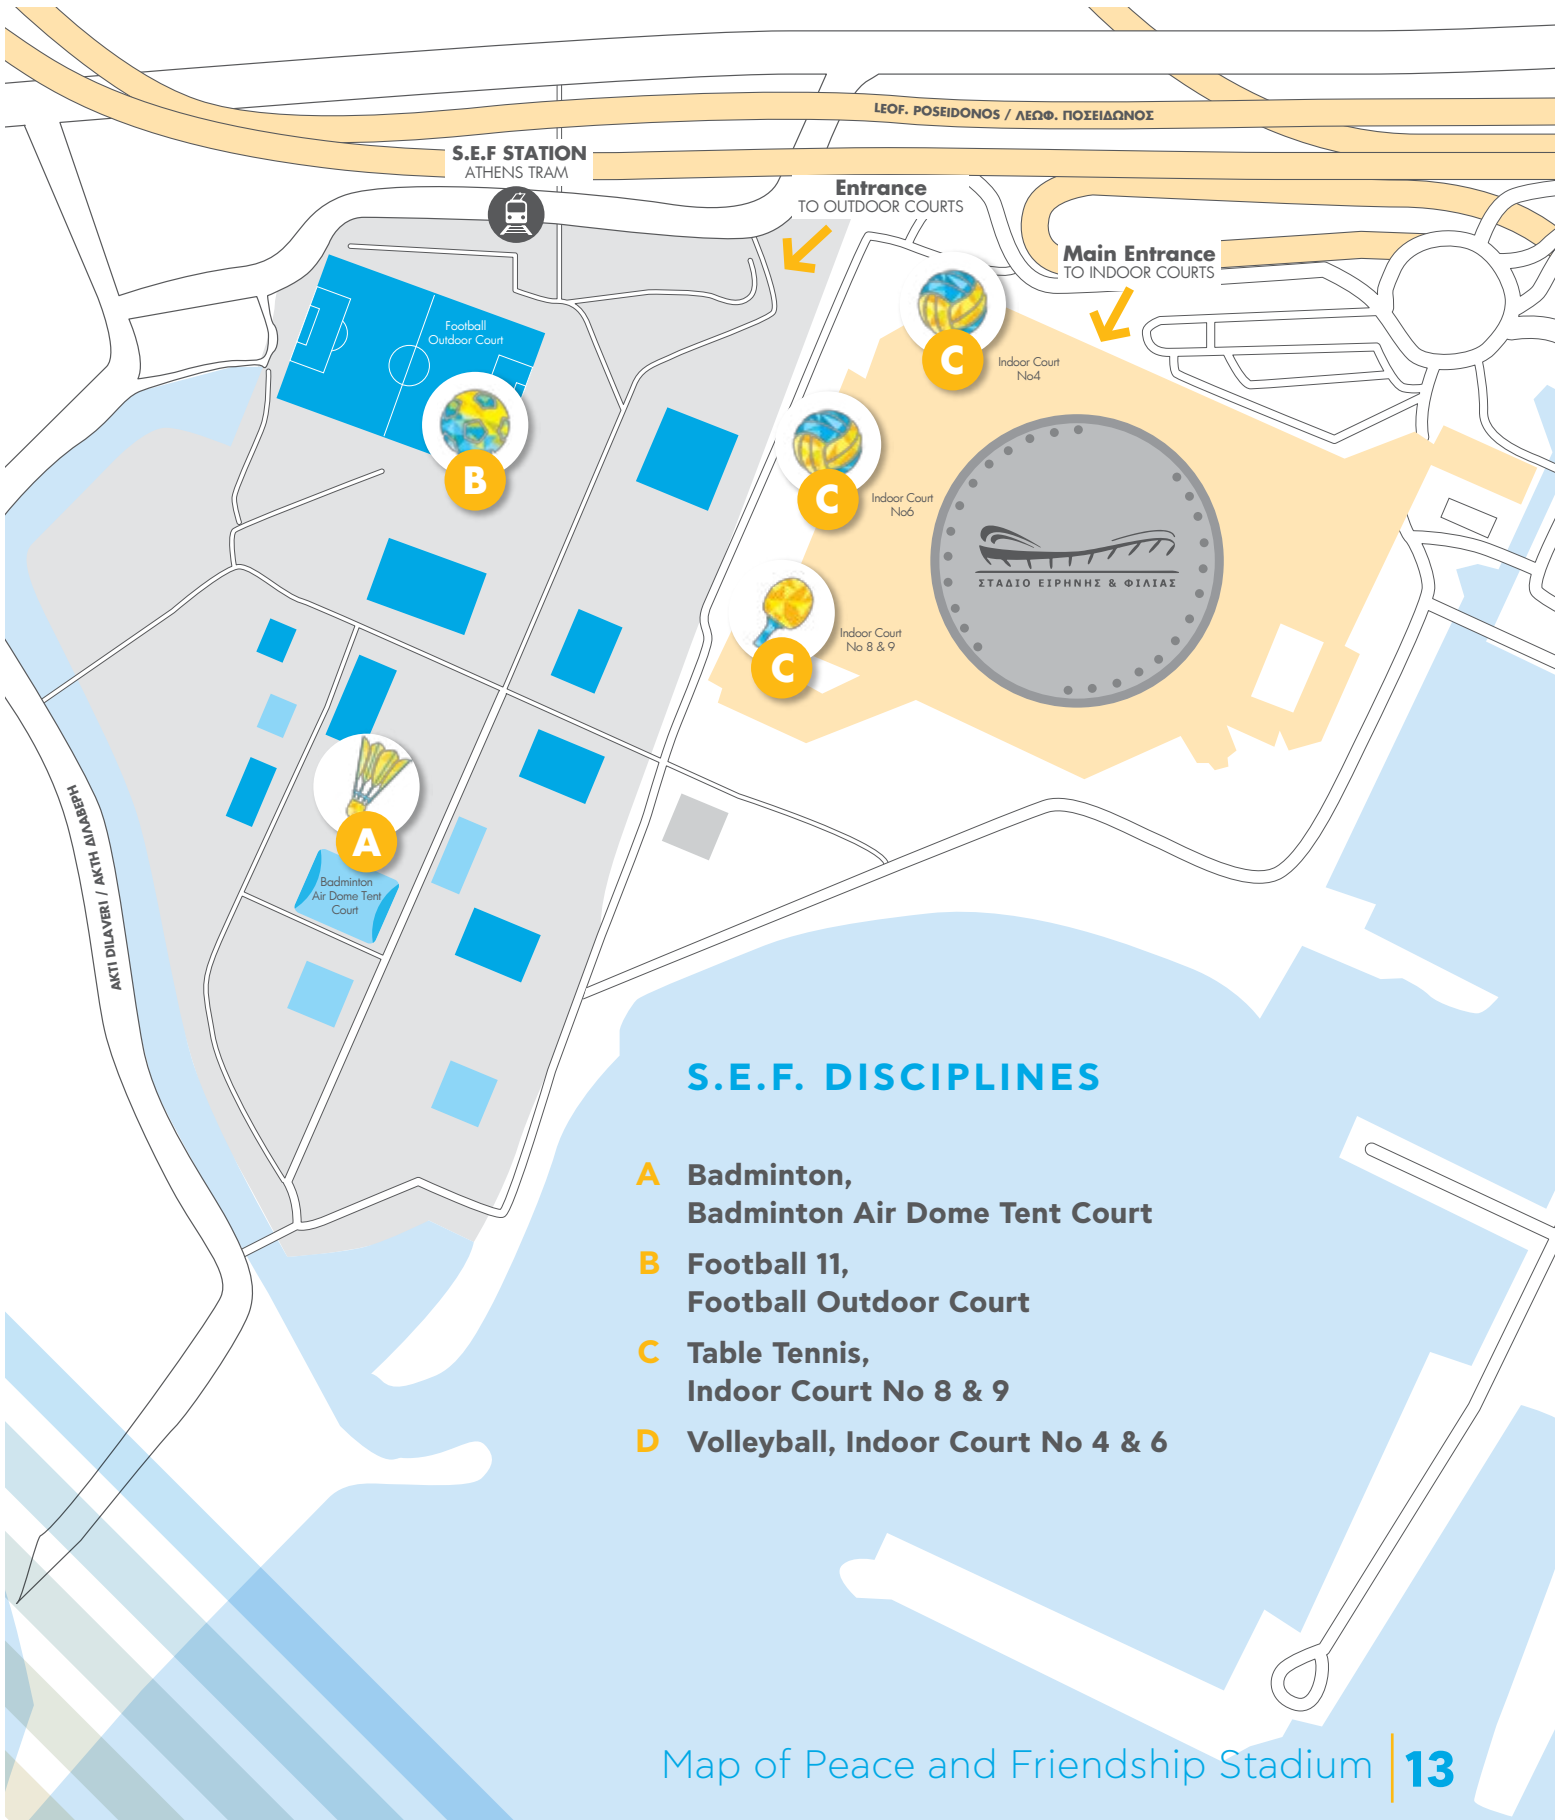 LEOF. POSEIDONOS / ΛΕΩΦ. ΠΟΣΕΙΔΩΝΟΣ
S.E.F STATION
ATHENS TRAM
Entrance
TO OUTDOOR COURTS
Main Entrance
TO INDOOR COURTS
Football
Outdoor Court
C
Indoor Court
No4
B
C
Indoor Court
No6
ΣΤΑΔΙΟ ΕΙΡΗΝΗΣ & ΦΙΛΙΑΣ
Indoor Court
No 8 & 9
C
AKTI DILAVERI / ΑΚΤΗ ΔΙΛΑΒΕΡΗ
A
Badminton
Air Dome Tent
Court
S.E.F. DISCIPLINES
A Badminton,
Badminton Air Dome Tent Court
B Football 11,
Football Outdoor Court
C Table Tennis,
Indoor Court No 8 & 9
D Volleyball, Indoor Court No 4 & 6
Map of Peace and Friendship Stadium 13